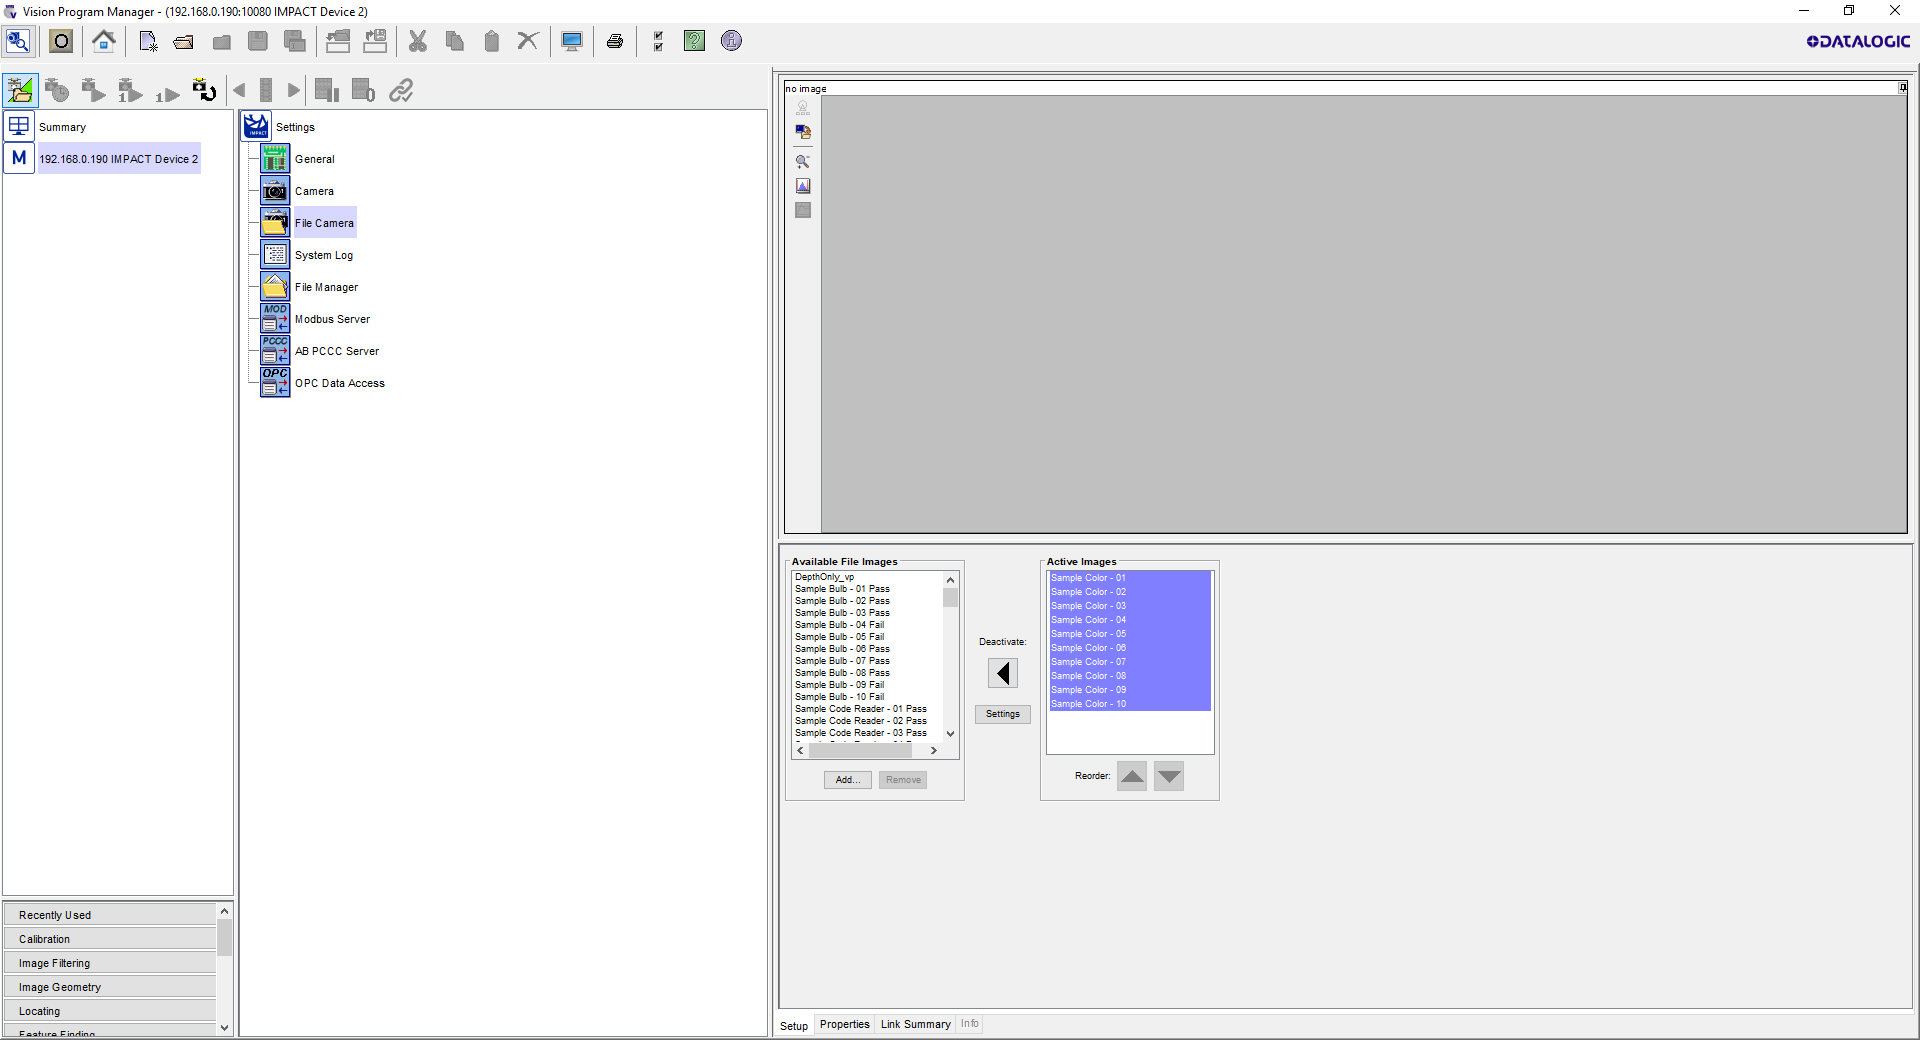 Vision Program Manager - (192.168.0.190:10080 IMPACT Device 2)
O
?
i
DATALOGIC
1
1
Summary
M
192.168.0.190 IMPACT Device 2
IMPACT
Settings
General
Camera
File Camera
System Log
File Manager
MOD
Modbus Server
PCCC
AB PCCC Server
OPC
OPC Data Access
Recently Used
Calibration
Image Filtering
Image Geometry
Locating
Feature Finding
no image
Available File Images
DepthOnly_vp
Sample Bulb - 01 Pass
Sample Bulb - 02 Pass
Sample Bulb - 03 Pass
Sample Bulb - 04 Fail
Sample Bulb - 05 Fail
Sample Bulb - 06 Pass
Sample Bulb - 07 Pass
Sample Bulb - 08 Pass
Sample Bulb - 09 Fail
Sample Bulb - 10 Fail
Sample Code Reader - 01 Pass
Sample Code Reader - 02 Pass
Sample Code Reader - 03 Pass
Add...
Remove
Deactivate:
Settings
Active Images
Sample Color - 01
Sample Color - 02
Sample Color - 03
Sample Color - 04
Sample Color - 05
Sample Color - 06
Sample Color - 07
Sample Color - 08
Sample Color - 09
Sample Color - 10
Reorder:
Setup
Properties
Link Summary
Info